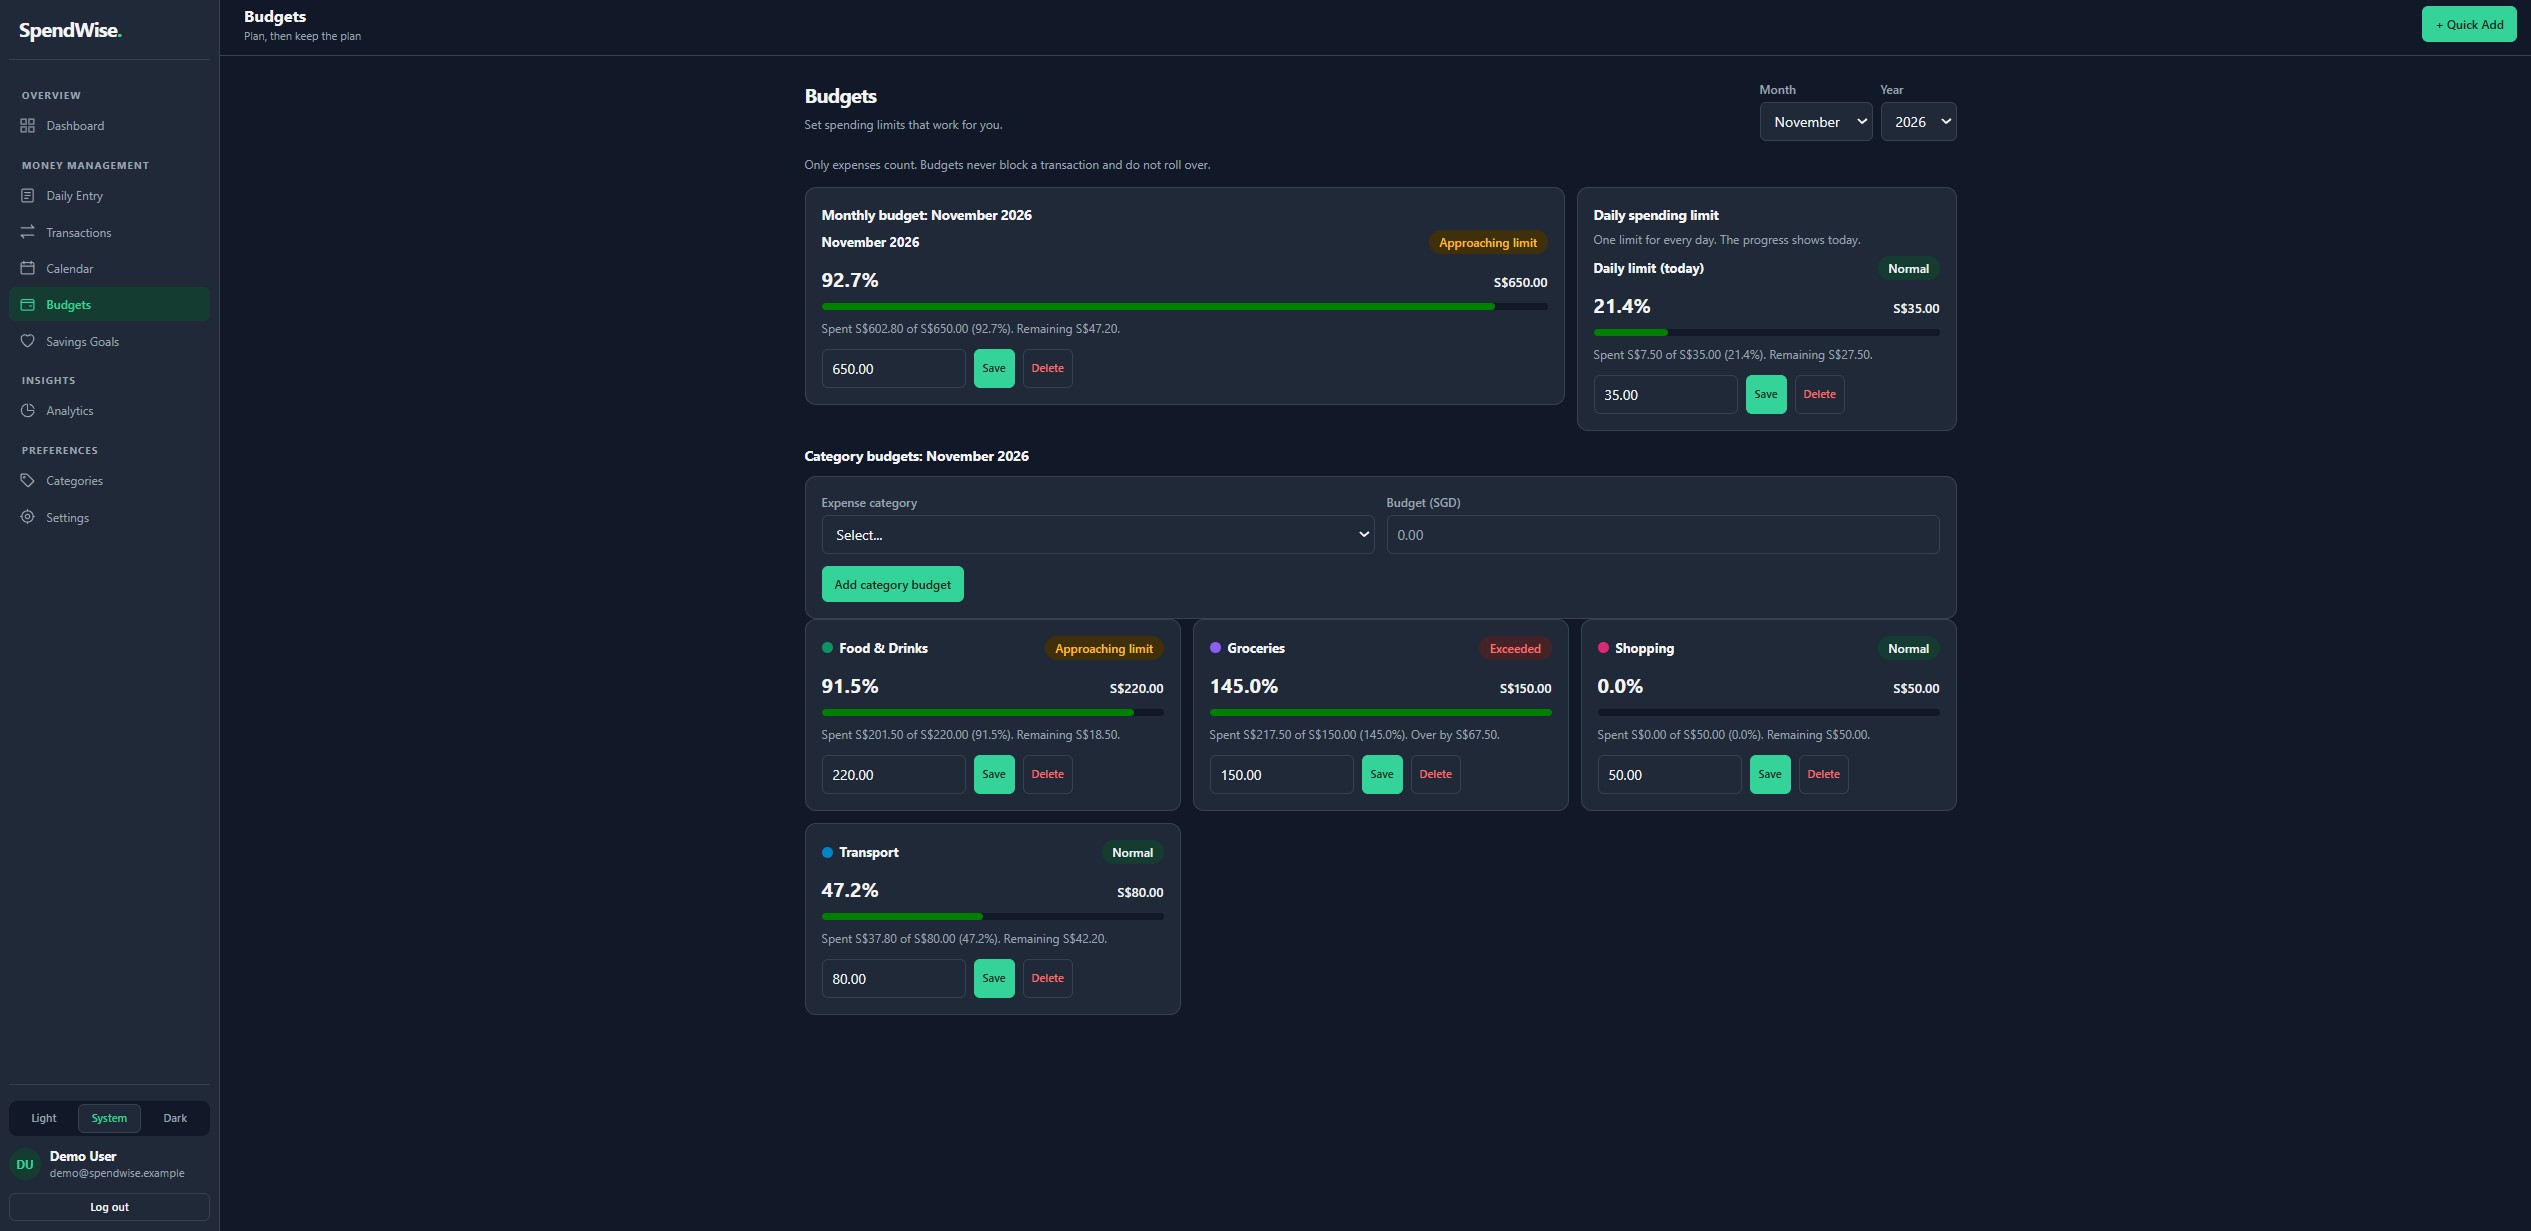 SpendWise.
OVERVIEW
Dashboard
MONEY MANAGEMENT
Daily Entry
Transactions
Calendar
Budgets
Savings Goals
INSIGHTS
Analytics
PREFERENCES
Categories
Settings
Light System Dark
DU
Demo User
demo@spendwise.example
Log out
Budgets
Plan, then keep the plan
+ Quick Add
Budgets
Set spending limits that work for you.
Month Year
November 2026
Only expenses count. Budgets never block a transaction and do not roll over.
Monthly budget: November 2026
November 2026 Approaching limit
92.7% S$650.00
Spent S$602.80 of S$650.00 (92.7%). Remaining S$47.20.
650.00 Save Delete
Daily spending limit
One limit for every day. The progress shows today.
Daily limit (today) Normal
21.4% S$35.00
Spent S$7.50 of S$35.00 (21.4%). Remaining S$27.50.
35.00 Save Delete
Category budgets: November 2026
Expense category Budget (SGD)
Select... 0.00
Add category budget
Food & Drinks Approaching limit
91.5% S$220.00
Spent S$201.50 of S$220.00 (91.5%). Remaining S$18.50.
220.00 Save Delete
Groceries Exceeded
145.0% S$150.00
Spent S$217.50 of S$150.00 (145.0%). Over by S$67.50.
150.00 Save Delete
Shopping Normal
0.0% S$50.00
Spent S$0.00 of S$50.00 (0.0%). Remaining S$50.00.
50.00 Save Delete
Transport Normal
47.2% S$80.00
Spent S$37.80 of S$80.00 (47.2%). Remaining S$42.20.
80.00 Save Delete